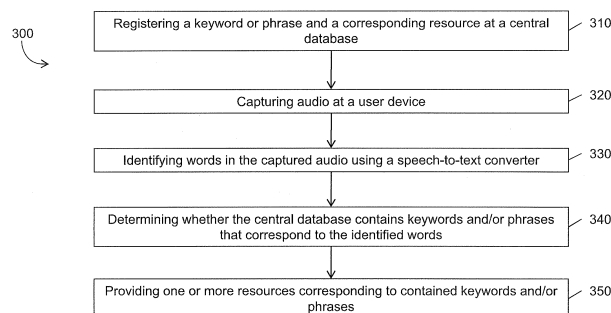 300
Registering a keyword or phrase and a corresponding resource at a central
database
310
Capturing audio at a user device
320
Identifying words in the captured audio using a speech-to-text converter
330
Determining whether the central database contains keywords and/or phrases
that correspond to the identified words
340
Providing one or more resources corresponding to contained keywords and/or
phrases
350